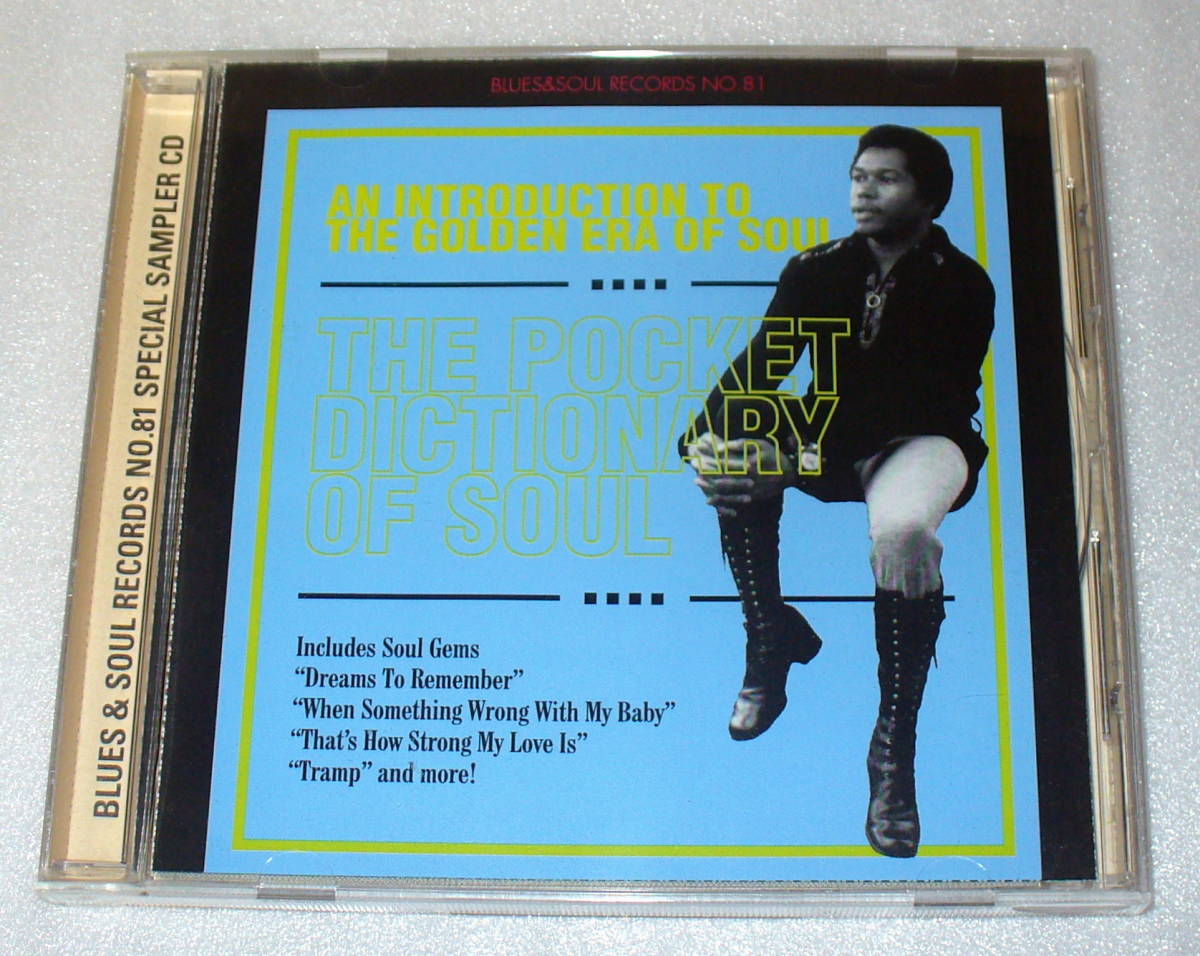 BLUES & SOUL RECORDS NO.81 SPECIAL SAMPLER CD
BLUES&SOUL RECORDS NO.81
AN INTRODUCTION TO
THE GOLDEN ERA OF SOUL
THE POCKET
DICTIONARY
OF SOUL
Includes Soul Gems
“Dreams To Remember”
“When Something Wrong With My Baby”
“That's How Strong My Love Is”
“Tramp” and more!